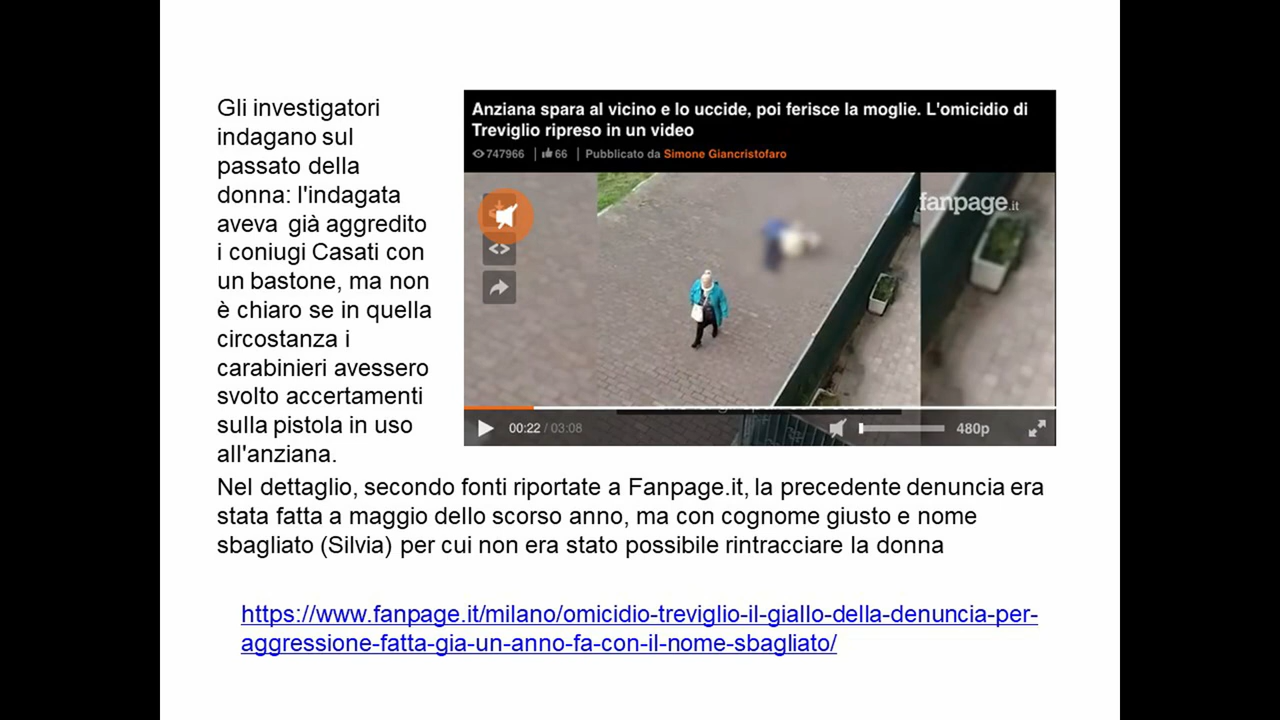 Gli investigatori
indagano sul
passato della
donna: l'indagata
aveva già aggredito
i coniugi Casati con
un bastone, ma non
è chiaro se in quella
circostanza i
carabinieri avessero
svolto accertamenti
sulla pistola in uso
all'anziana.
Anziana spara al vicino e lo uccide, poi ferisce la moglie. L'omicidio di
Treviglio ripreso in un video
747966 | 66 | Pubblicato da Simone Giancristofaro
fanpage.it
00:22 / 03:08
480p
Nel dettaglio, secondo fonti riportate a Fanpage.it, la precedente denuncia era
stata fatta a maggio dello scorso anno, ma con cognome giusto e nome
sbagliato (Silvia) per cui non era stato possibile rintracciare la donna
https://www.fanpage.it/milano/omicidio-treviglio-il-giallo-della-denuncia-per-
aggressione-fatta-gia-un-anno-fa-con-il-nome-sbagliato/